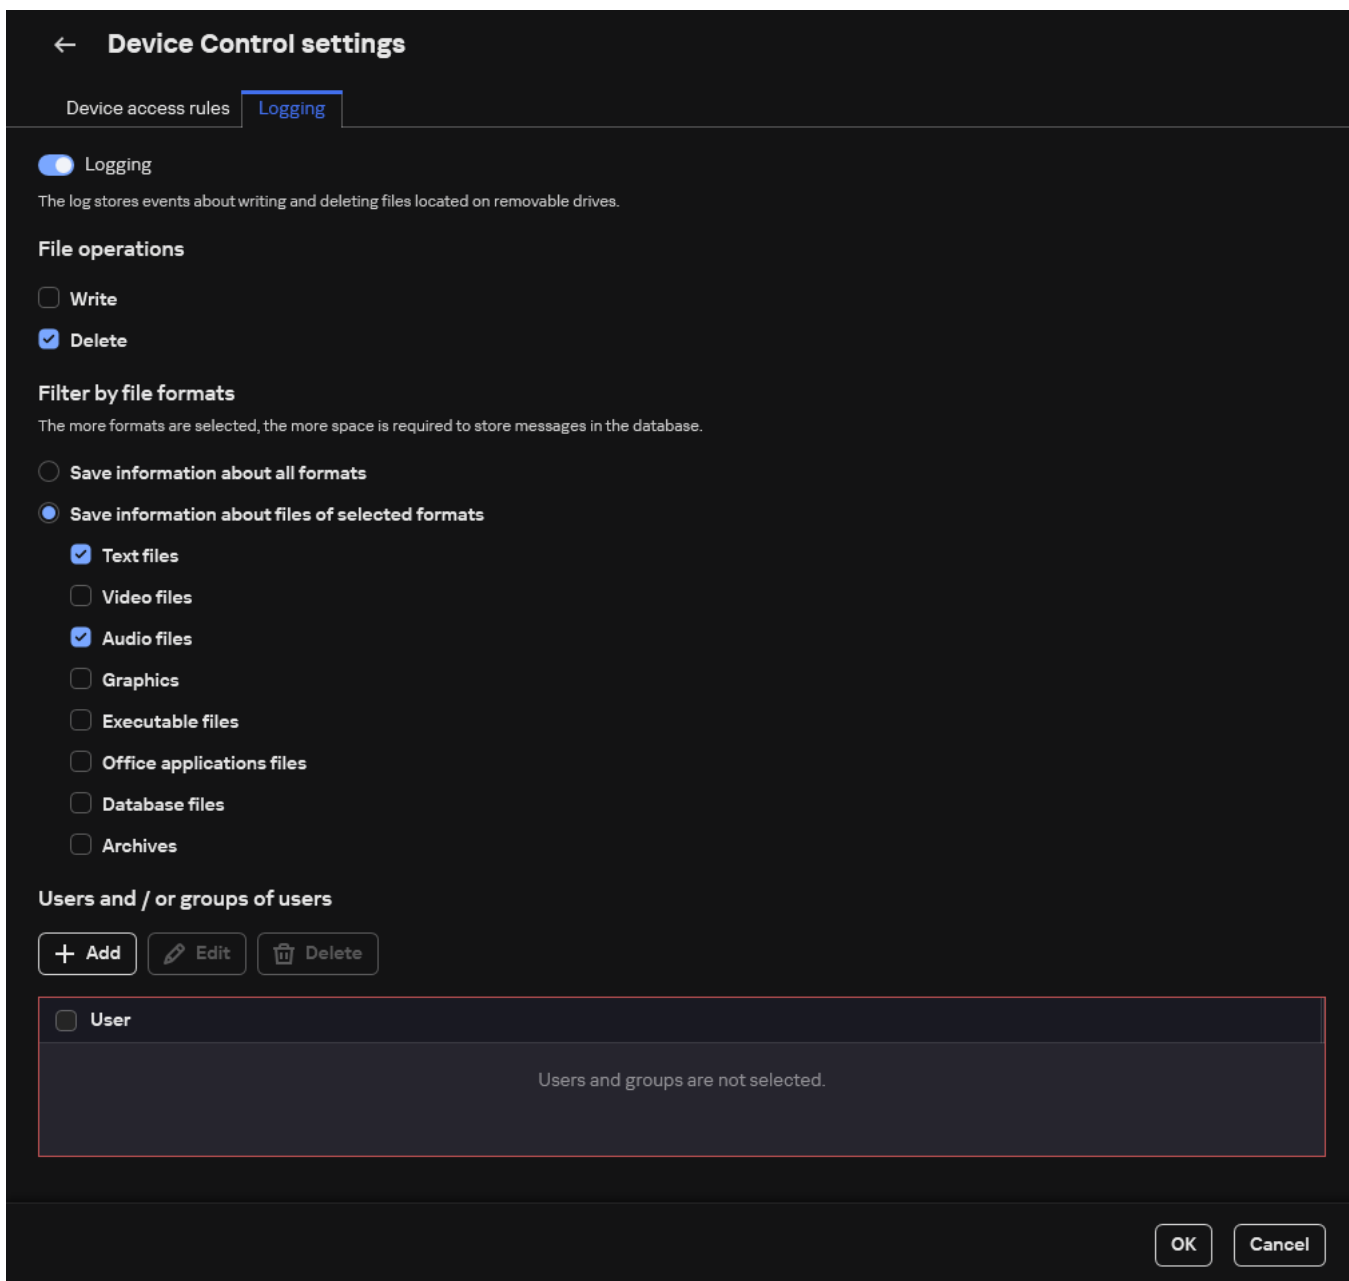 Device Control settings
Device access rules Logging
Logging
The log stores events about writing and deleting files located on removable drives.
File operations
Write
Delete
Filter by file formats
The more formats are selected, the more space is required to store messages in the database.
Save information about all formats
Save information about files of selected formats
Text files
Video files
Audio files
Graphics
Executable files
Office applications files
Database files
Archives
Users and / or groups of users
Add Edit Delete
User
Users and groups are not selected.
OK Cancel